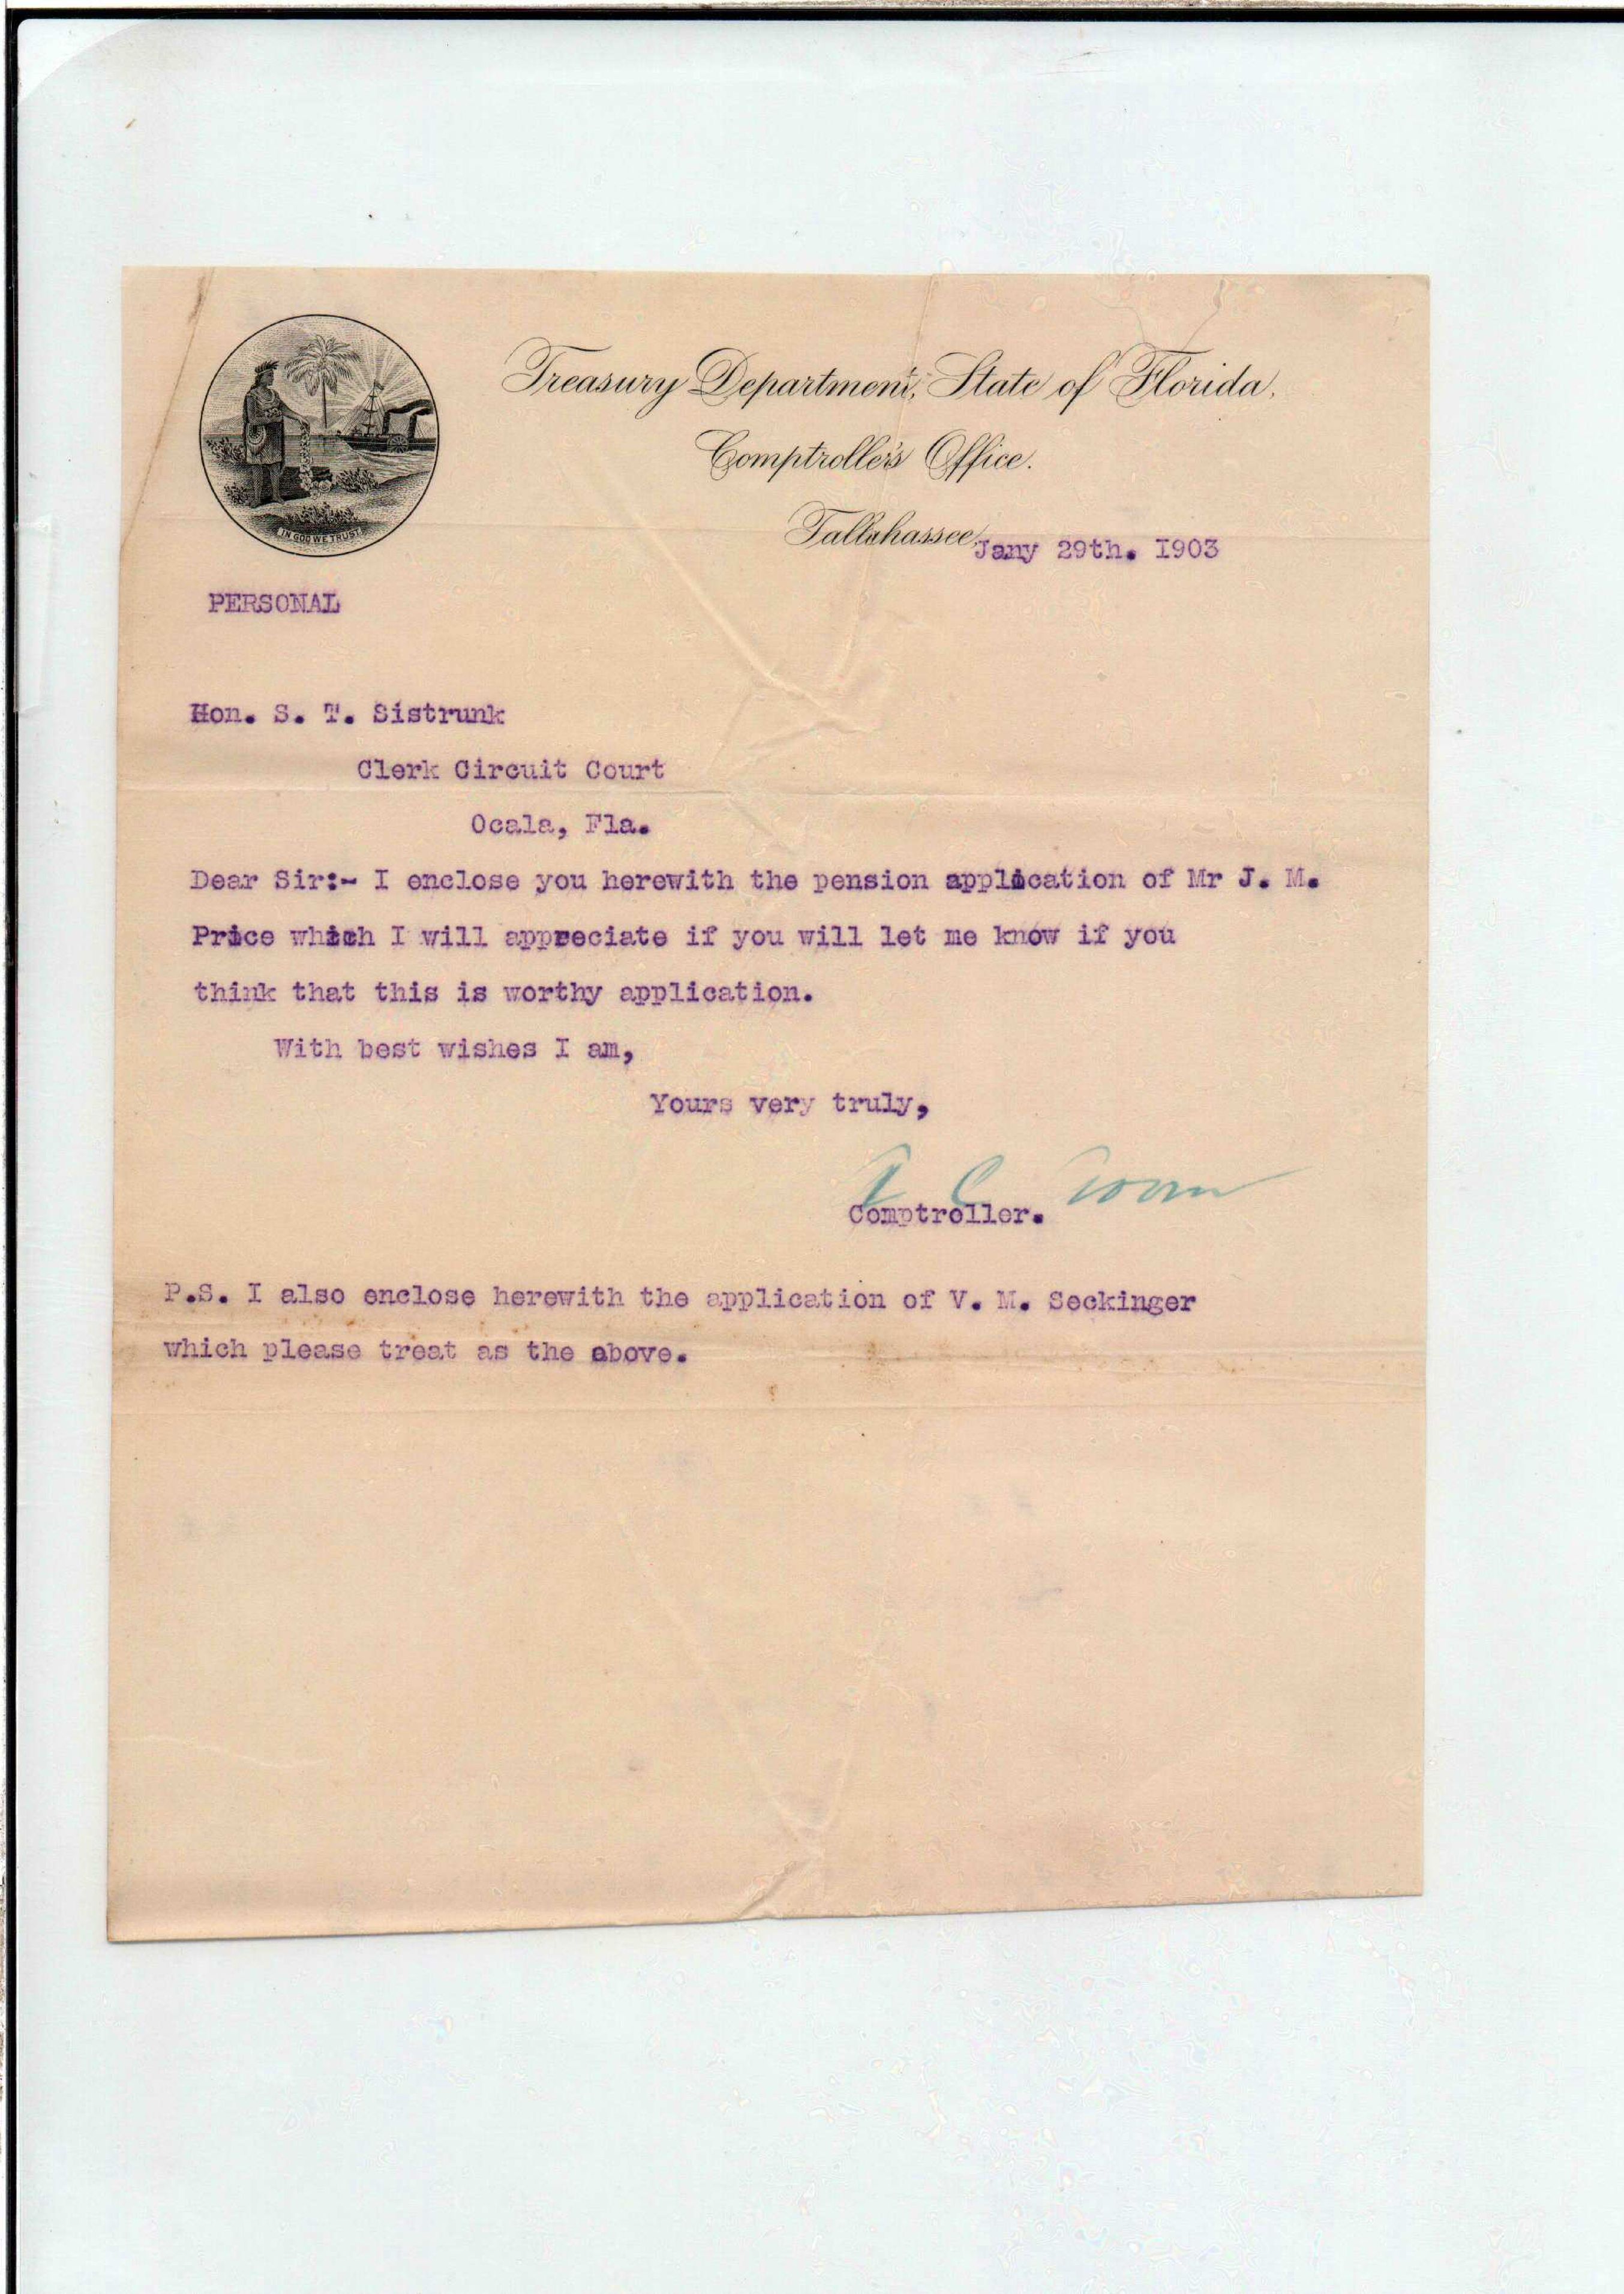 Treasury Department, State of Florida.
Comptroller's Office.
IN GOD WE TRUST
Tallahassee, Jany 29th. I903
PERSONAL
Hon. S. T. Sistrunk
Clerk Circuit Court
Ocala, Fla.
Dear Sir:- I enclose you herewith the pension application of Mr J. M.
Price which I will appreciate if you will let me know if you
think that this is worthy application.
With best wishes I am,
Yours very truly,
A C Croom
Comptroller.
P.S. I also enclose herewith the application of V. M. Seckinger
which please treat as the above.